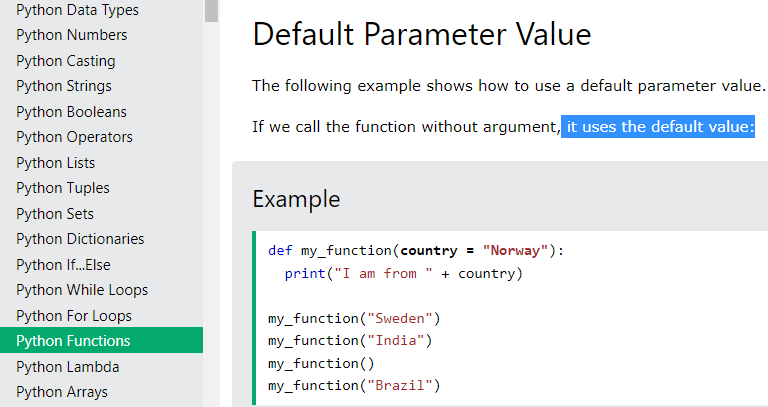 Python Data Types
Python Numbers
Python Casting
Python Strings
Python Booleans
Python Operators
Python Lists
Python Tuples
Python Sets
Python Dictionaries
Python If...Else
Python While Loops
Python For Loops
Python Functions
Python Lambda
Python Arrays
Default Parameter Value
The following example shows how to use a default parameter value.
If we call the function without argument, it uses the default value:
Example
def my_function(country = "Norway"):
  print("I am from " + country)
my_function("Sweden")
my_function("India")
my_function()
my_function("Brazil")